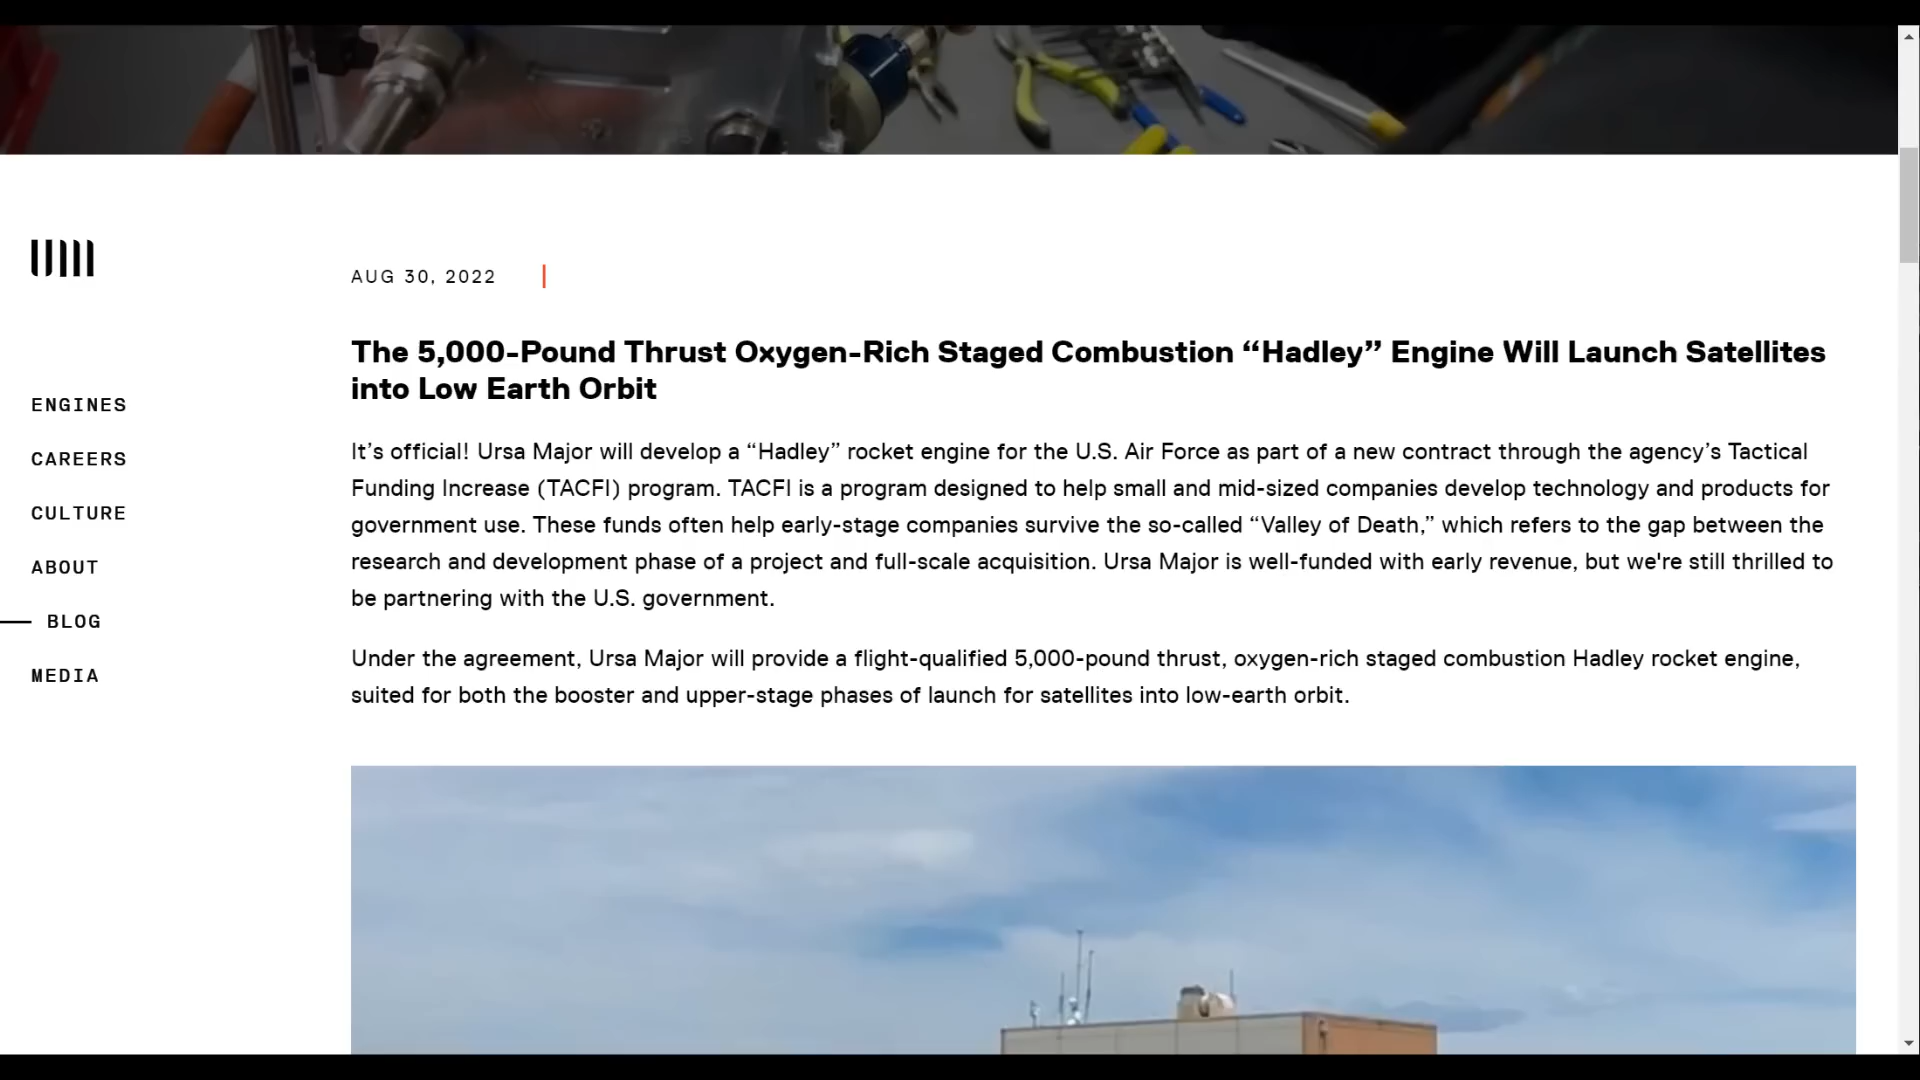 AUG 30, 2022
The 5,000-Pound Thrust Oxygen-Rich Staged Combustion “Hadley” Engine Will Launch Satellites
into Low Earth Orbit
It’s official! Ursa Major will develop a “Hadley” rocket engine for the U.S. Air Force as part of a new contract through the agency’s Tactical
Funding Increase (TACFI) program. TACFI is a program designed to help small and mid-sized companies develop technology and products for
government use. These funds often help early-stage companies survive the so-called “Valley of Death,” which refers to the gap between the
research and development phase of a project and full-scale acquisition. Ursa Major is well-funded with early revenue, but we're still thrilled to
be partnering with the U.S. government.
Under the agreement, Ursa Major will provide a flight-qualified 5,000-pound thrust, oxygen-rich staged combustion Hadley rocket engine,
suited for both the booster and upper-stage phases of launch for satellites into low-earth orbit.
ENGINES
CAREERS
CULTURE
ABOUT
BLOG
MEDIA